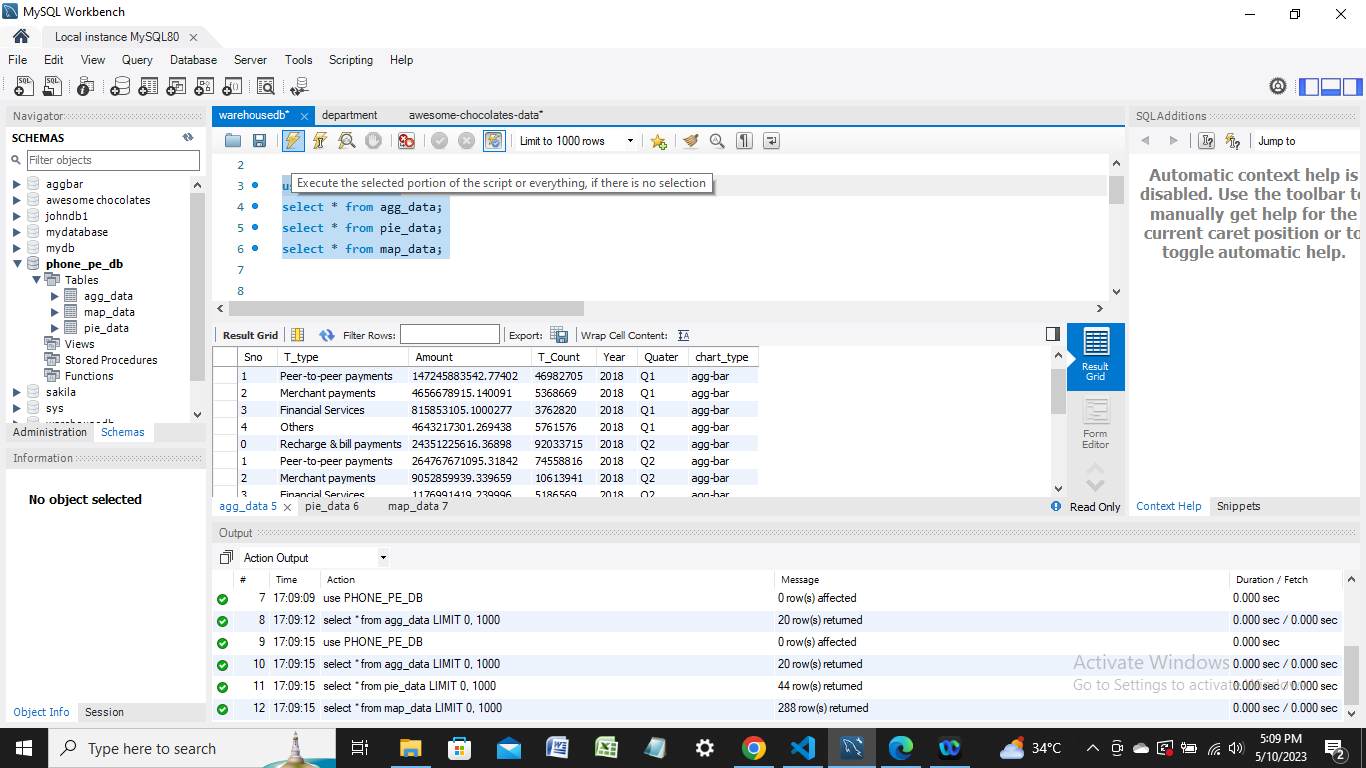 MySQL Workbench
Local instance MySQL80
File Edit View Query Database Server Tools Scripting Help
Navigator
SCHEMAS
Filter objects
aggbar
awesome chocolates
johndb1
mydatabase
mydb
phone_pe_db
Tables
agg_data
map_data
pie_data
Views
Stored Procedures
Functions
sakila
sys
Administration Schemas
Information
No object selected
Object Info Session
warehousedb* department awesome-chocolates-data*
Limit to 1000 rows
2
3
Execute the selected portion of the script or everything, if there is no selection
4 select * from agg_data;
5 select * from pie_data;
6 select * from map_data;
7
8
Result Grid Filter Rows: Export: Wrap Cell Content:
Sno T_type Amount T_Count Year Quater chart_type
1 Peer-to-peer payments 147245883542.77402 46982705 2018 Q1 agg-bar
2 Merchant payments 4656678915.140091 5368669 2018 Q1 agg-bar
3 Financial Services 815853105.1000277 3762820 2018 Q1 agg-bar
4 Others 4643217301.269438 5761576 2018 Q1 agg-bar
0 Recharge & bill payments 24351225616.36898 92033715 2018 Q2 agg-bar
1 Peer-to-peer payments 264767671095.31842 74558816 2018 Q2 agg-bar
2 Merchant payments 9052859939.339659 10613941 2018 Q2 agg-bar
3 Financial Services 1176991419.239996 5186569 2018 Q2 agg-bar
Result Grid
Form Editor
agg_data 5 pie_data 6 map_data 7
Read Only
SQLAdditions
Jump to
Automatic context help is
disabled. Use the toolbar to
manually get help for the
current caret position or to
toggle automatic help.
Context Help Snippets
Output
Action Output
# Time Action Message Duration / Fetch
7 17:09:09 use PHONE_PE_DB 0 row(s) affected 0.000 sec
8 17:09:12 select * from agg_data LIMIT 0, 1000 20 row(s) returned 0.000 sec / 0.000 sec
9 17:09:15 use PHONE_PE_DB 0 row(s) affected 0.000 sec
10 17:09:15 select * from agg_data LIMIT 0, 1000 20 row(s) returned 0.000 sec / 0.000 sec
11 17:09:15 select * from pie_data LIMIT 0, 1000 44 row(s) returned 0.000 sec / 0.000 sec
12 17:09:15 select * from map_data LIMIT 0, 1000 288 row(s) returned 0.000 sec / 0.000 sec
Activate Windows
Go to Settings to activate Windows.
Type here to search
34°C
5:09 PM
5/10/2023
2